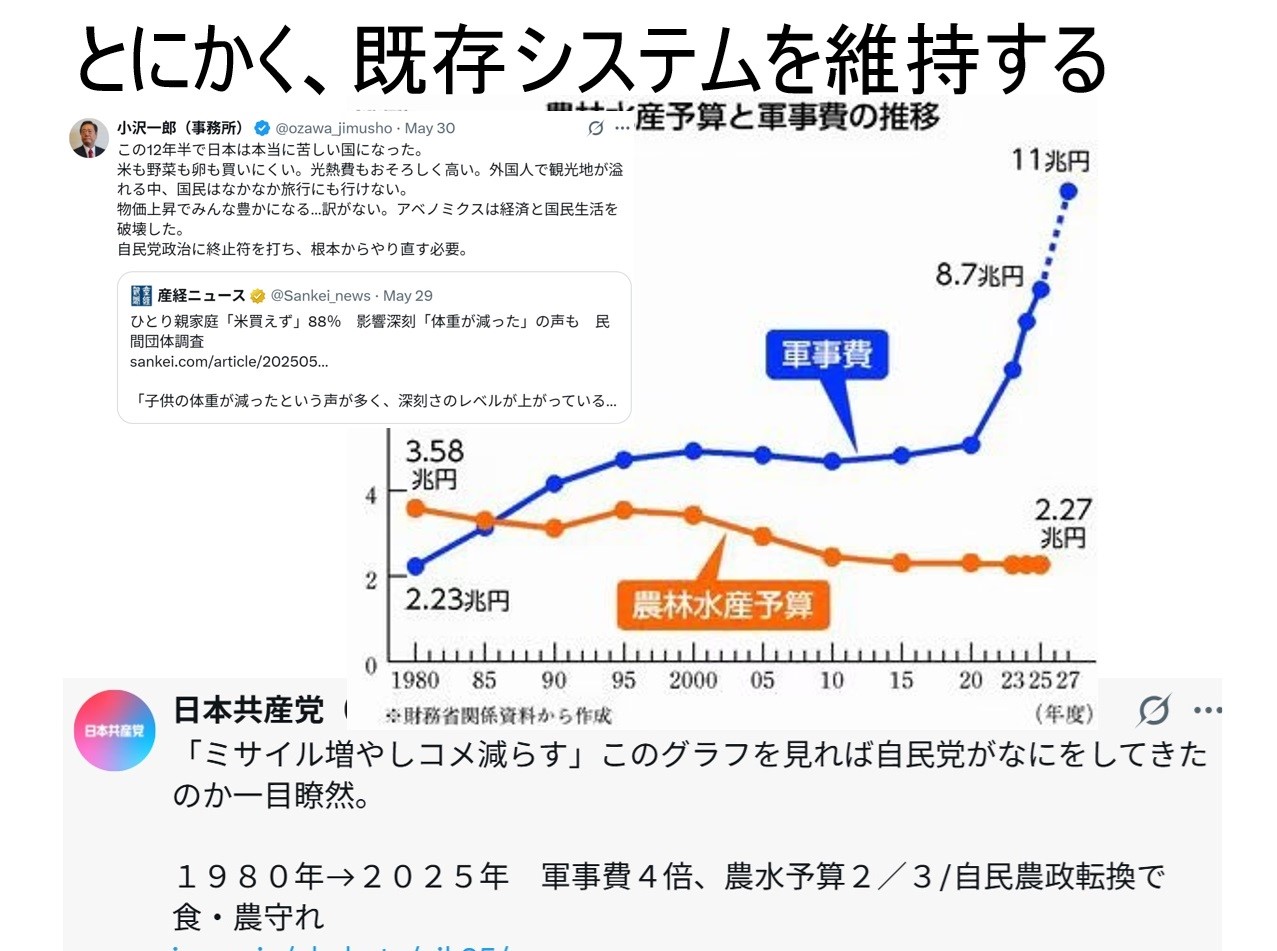 とにかく、既存システムを維持する
小沢一郎（事務所） @ozawa_jimusho · May 30
この12年半で日本は本当に苦しい国になった。
米も野菜も卵も買いにくい。光熱費もおそろしく高い。外国人で観光地が溢
れる中、国民はなかなか旅行にも行けない。
物価上昇でみんな豊かになる...訳がない。アベノミクスは経済と国民生活を
破壊した。
自民党政治に終止符を打ち、根本からやり直す必要。
産経ニュース @Sankei_news · May 29
ひとり親家庭「米買えず」88％　影響深刻「体重が減った」の声も　民
間団体調査
sankei.com/article/202505...
「子供の体重が減ったという声が多く、深刻さのレベルが上がっている...
農林水産予算と軍事費の推移
11兆円
8.7兆円
軍事費
3.58
兆円
4
2.27
兆円
2
2.23兆円
農林水産予算
0
1980 85 90 95 2000 05 10 15 20 23 25 27
※財務省関係資料から作成
（年度）
日本共産党
日本共産党（
「ミサイル増やしコメ減らす」このグラフを見れば自民党がなにをしてきた
のか一目瞭然。
１９８０年→２０２５年　軍事費４倍、農水予算２／３/自民農政転換で
食・農守れ